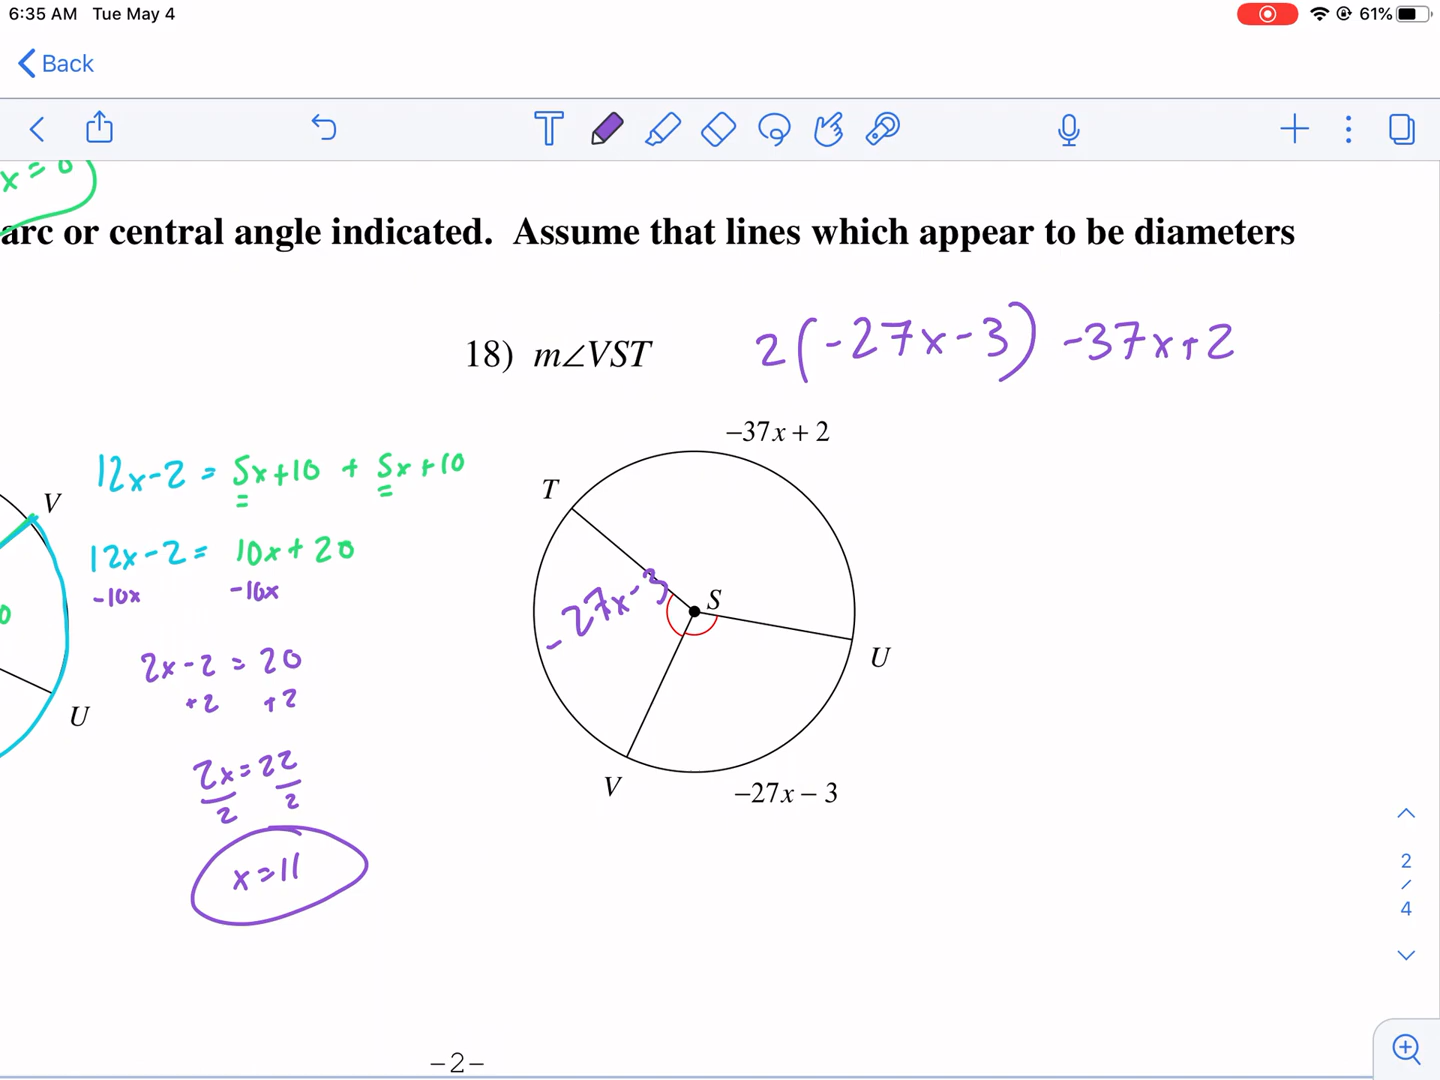 6:35 AM Tue May 4
61%
Back
x = 0
arc or central angle indicated. Assume that lines which appear to be diameters
18) m∠VST
2(-27x-3) -37x+2
−37x + 2
12x-2 = 5x+10 + 5x+10
T
V
12x-2 = 10x+20
-10x -10x
-27x-3
S
0
2x-2 = 20
U
+2 +2
U
2x=22
2 2
V
−27x − 3
x=11
2
/
4
-2-